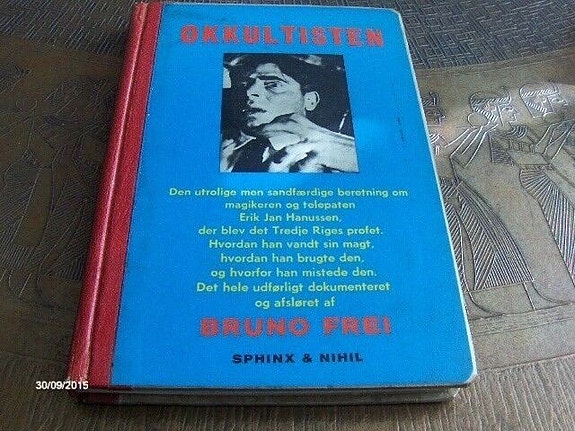 OKKULTISTEN
Den utrolige men sandfærdige beretning om
magikeren og telepaten
Erik Jan Hanussen,
der blev det Tredje Riges profet.
Hvordan han vandt sin magt,
hvordan han brugte den,
og hvorfor han mistede den.
Det hele udførligt dokumenteret
og afsløret af
BRUNO FREI
SPHINX & NIHIL
30/09/2015